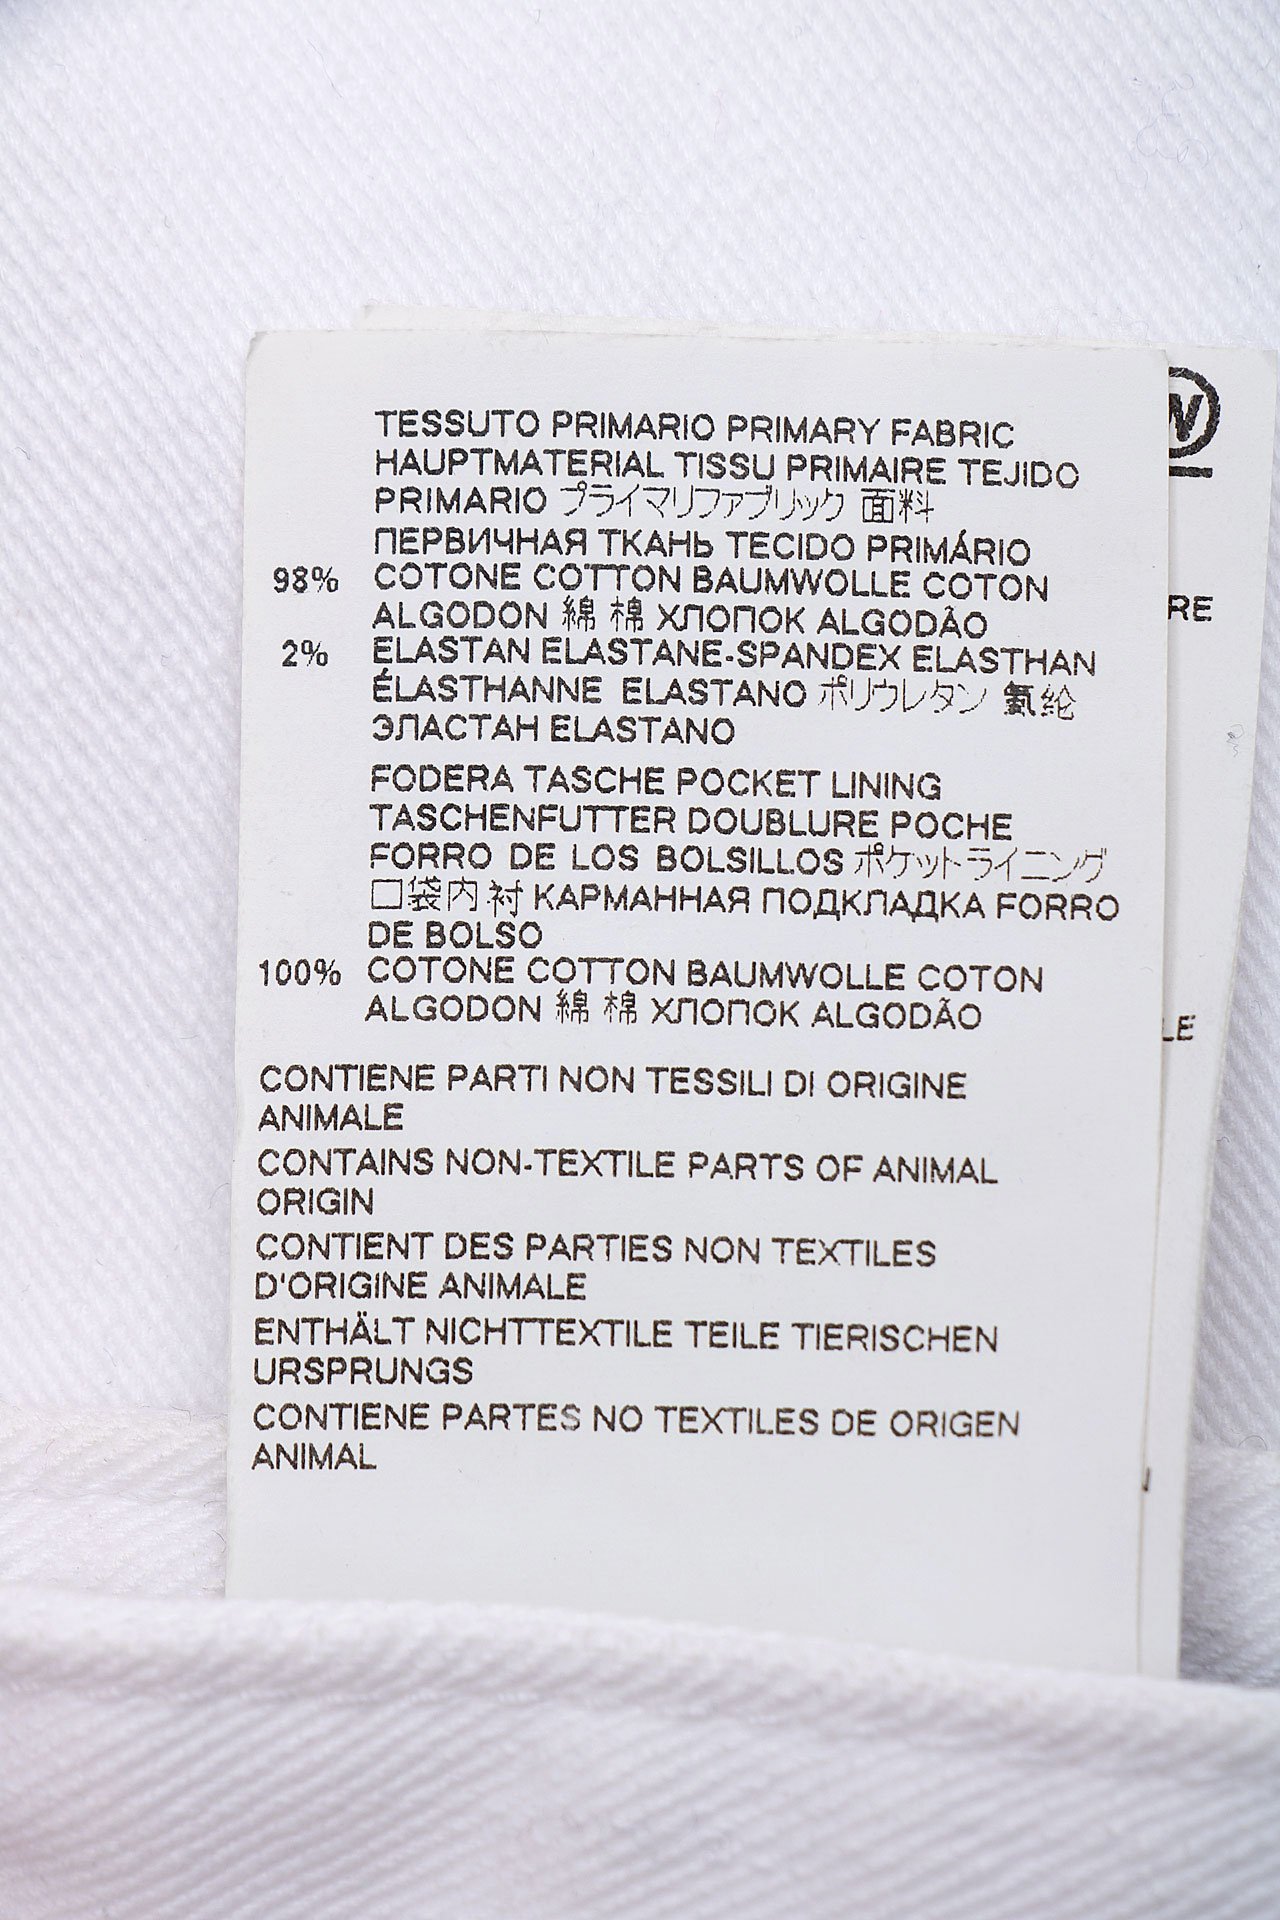 TESSUTO PRIMARIO PRIMARY FABRIC
HAUPTMATERIAL TISSU PRIMAIRE TEJIDO
PRIMARIO プライマリファブリック 面料
ПЕРВИЧНАЯ ТКАНЬ TECIDO PRIMÁRIO
98% COTONE COTTON BAUMWOLLE COTON
ALGODON 綿 棉 ХЛОПОК ALGODÃO
2% ELASTAN ELASTANE-SPANDEX ELASTHAN
ÉLASTHANNE ELASTANO ポリウレタン 氨纶
ЭЛАСТАН ELASTANO
FODERA TASCHE POCKET LINING
TASCHENFUTTER DOUBLURE POCHE
FORRO DE LOS BOLSILLOS ポケットライニング
口袋内衬 КАРМАННАЯ ПОДКЛАДКА FORRO
DE BOLSO
100% COTONE COTTON BAUMWOLLE COTON
ALGODON 綿 棉 ХЛОПОК ALGODÃO
CONTIENE PARTI NON TESSILI DI ORIGINE
ANIMALE
CONTAINS NON-TEXTILE PARTS OF ANIMAL
ORIGIN
CONTIENT DES PARTIES NON TEXTILES
D'ORIGINE ANIMALE
ENTHÄLT NICHTTEXTILE TEILE TIERISCHEN
URSPRUNGS
CONTIENE PARTES NO TEXTILES DE ORIGEN
ANIMAL
W
RE
LE